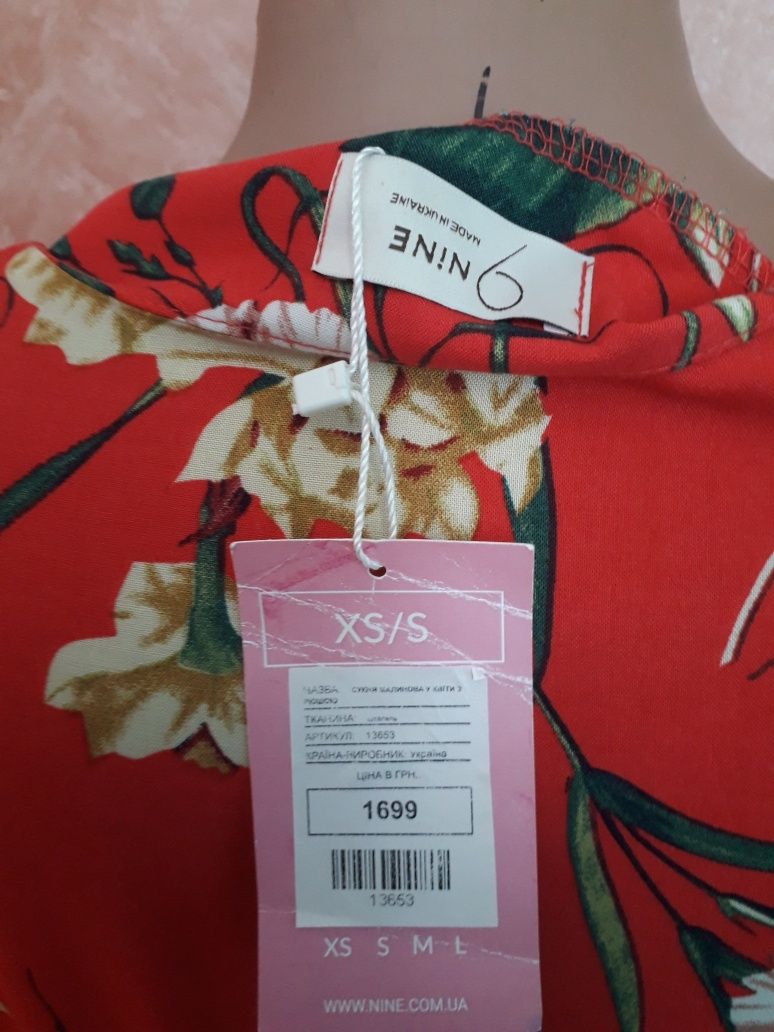 9 NiNE
MADE IN UKRAiNE
XS/S
НАЗВА: СУКНЯ МАЛИНОВА У КВІТИ З
РЮШЕЮ
ТКАНИНА: штапель
АРТИКУЛ: 13653
КРАЇНА-ВИРОБНИК: Україна
ЦІНА В ГРН.
1699
13653
XS S M L
WWW.NINE.COM.UA